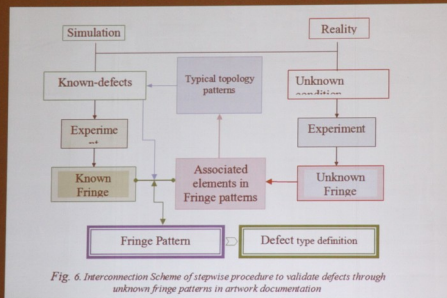 Simulation
Reality
Known-defects
Typical topology
patterns
Unknown
condition
Experime
nt
Experiment
Known
Fringe
Associated
elements in
Fringe patterns
Unknown
Fringe
Fringe Pattern
Defect type definition
Fig. 6. Interconnection Scheme of stepwise procedure to validate defects through
unknown fringe patterns in artwork documentation